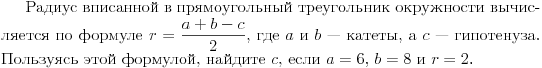 Радиус вписанной в прямоугольный треугольник окружности вычис-
ляется по формуле r = \frac{a + b - c}{2}, где a и b — катеты, а c — гипотенуза.
Пользуясь этой формулой, найдите c, если a = 6, b = 8 и r = 2.